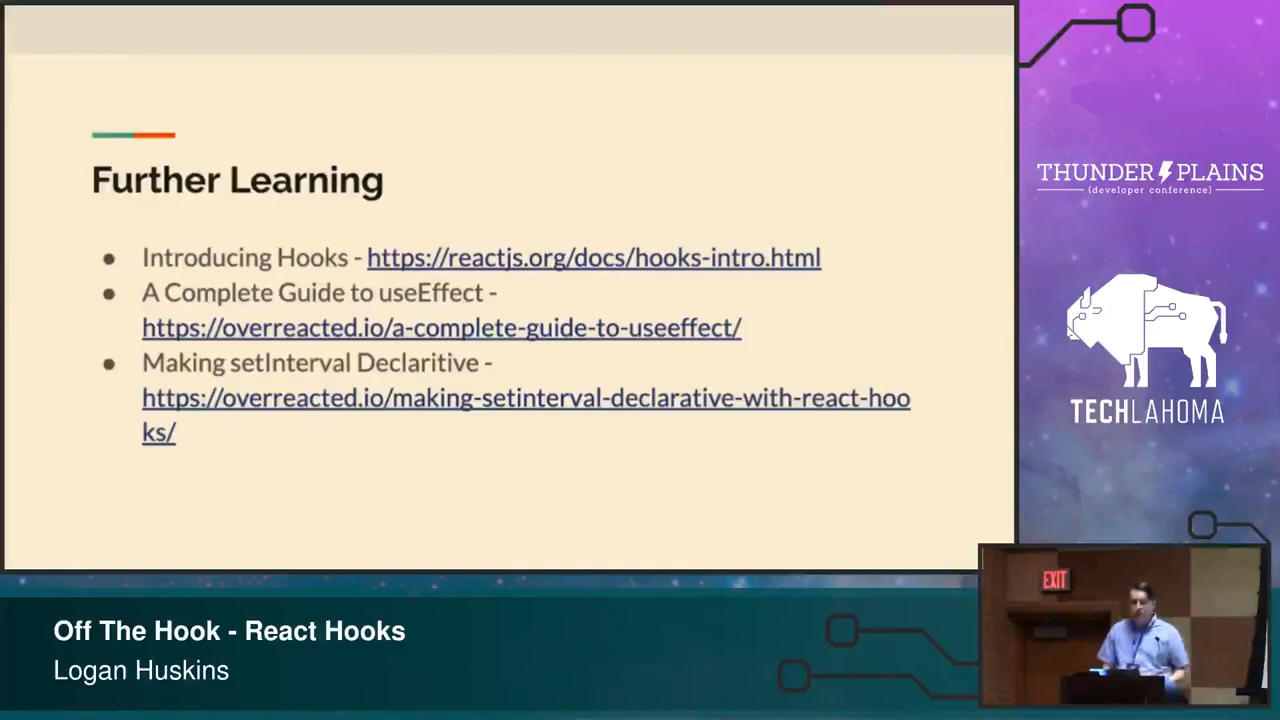 Further Learning
● Introducing Hooks - https://reactjs.org/docs/hooks-intro.html
● A Complete Guide to useEffect -
https://overreacted.io/a-complete-guide-to-useeffect/
● Making setInterval Declaritive -
https://overreacted.io/making-setinterval-declarative-with-react-hoo
ks/
THUNDER PLAINS
{developer conference}
TECHLAHOMA
EXIT
Off The Hook - React Hooks
Logan Huskins